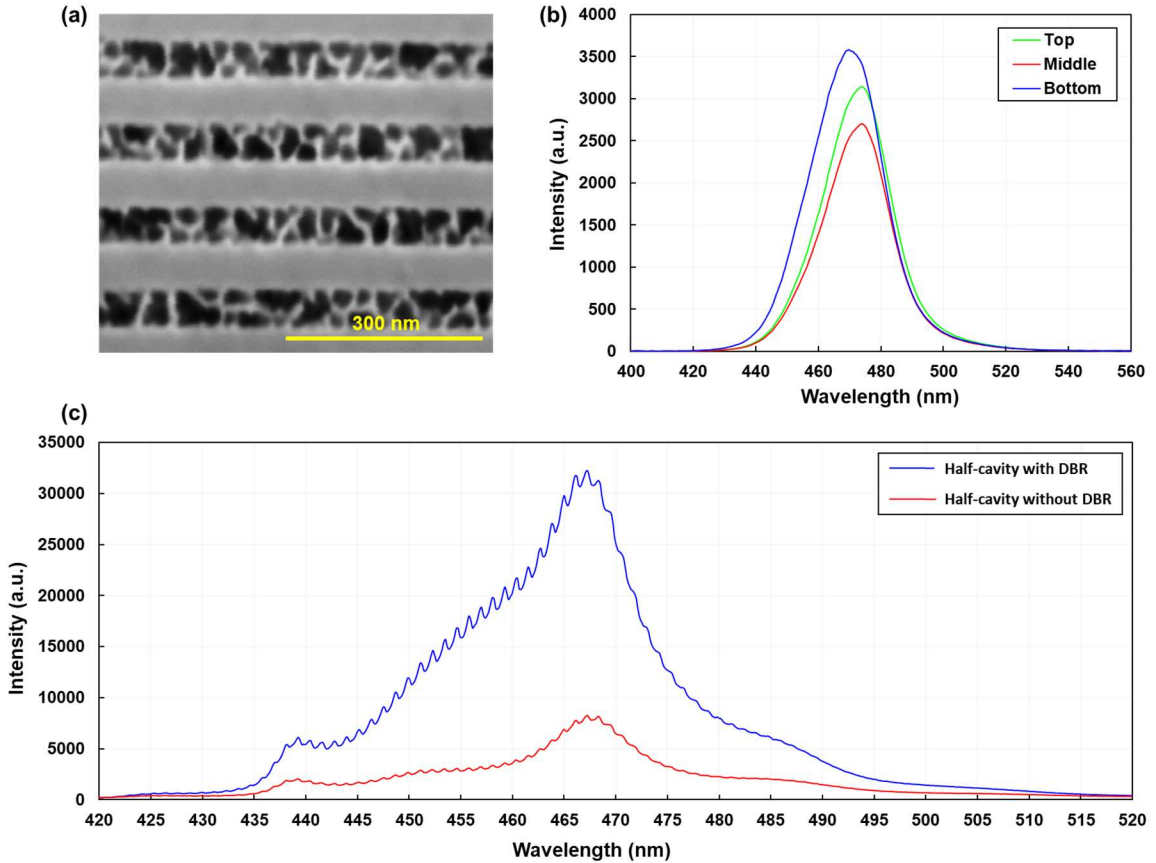 (a)
300 nm
(b)
4000
3500
3000
2500
2000
1500
1000
500
0
Intensity (a.u.)
Top
Middle
Bottom
400 420 440 460 480 500 520 540 560
Wavelength (nm)
(c)
35000
30000
25000
20000
15000
10000
5000
0
Intensity (a.u.)
Half-cavity with DBR
Half-cavity without DBR
420 425 430 435 440 445 450 455 460 465 470 475 480 485 490 495 500 505 510 515 520
Wavelength (nm)